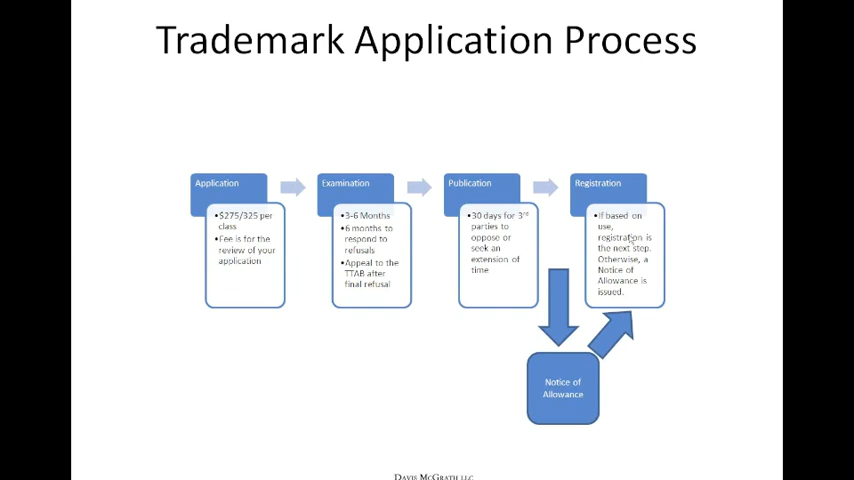 Trademark Application Process
Application
•$275/325 per
class
•Fee is for the
review of your
application
Examination
•3-6 Months
•6 months to
respond to
refusals
•Appeal to the
TTAB after
final refusal
Publication
•30 days for 3rd
parties to
oppose or
seek an
extension of
time
Registration
•If based on
use,
registration is
the next step.
Otherwise, a
Notice of
Allowance is
issued.
Notice of
Allowance
DAVIS MCGRATH LLC